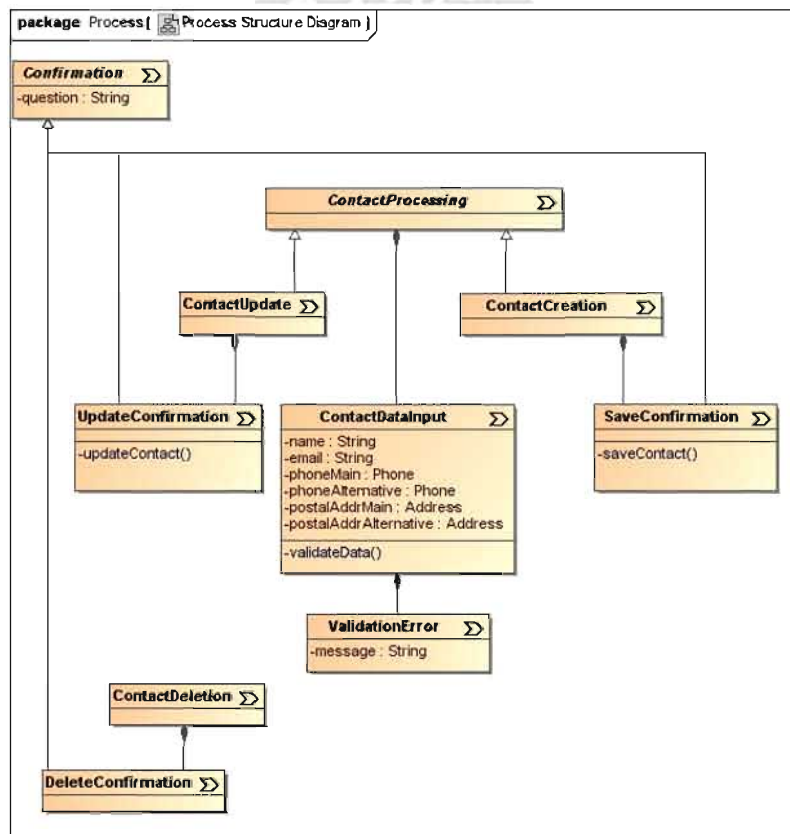 package Process[ Process Structure Diagram ]
Confirmation
-question : String
ContactProcessing
ContactUpdate
ContactCreation
UpdateConfirmation
-updateContact()
ContactDataInput
-name : String
-email : String
-phoneMain : Phone
-phoneAlternative : Phone
-postalAddrMain : Address
-postalAddrAlternative : Address
-validateData()
SaveConfirmation
-saveContact()
ValidationError
-message : String
ContactDeletion
DeleteConfirmation